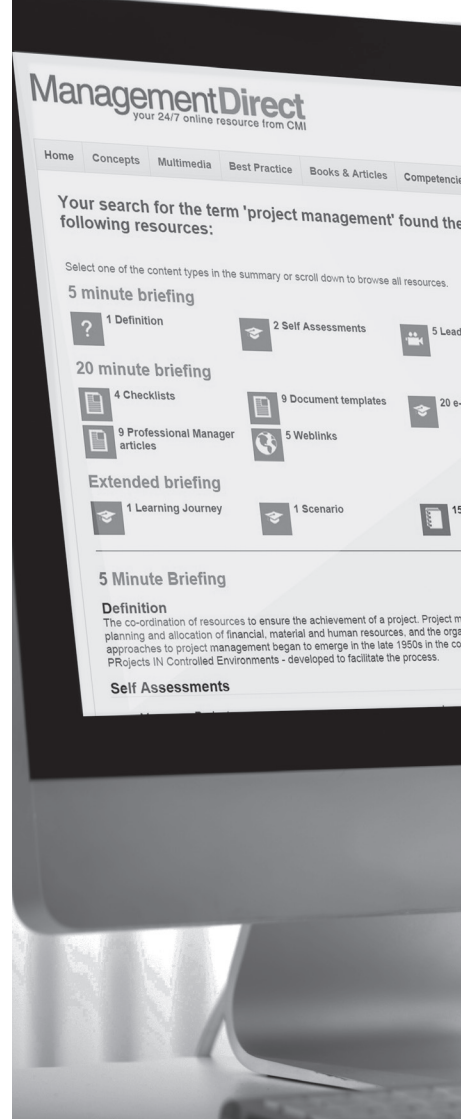 ManagementDirect
your 24/7 online resource from CMI
Home Concepts Multimedia Best Practice Books & Articles
Your search for the term 'project management' found the
following resources:
Select one of the content types in the summary or scroll down to browse all resources.
5 minute briefing
? 1 Definition 2 Self Assessments 5
20 minute briefing
4 Checklists 9 Document templates 20
9 Professional Manager 5 Weblinks
articles
Extended briefing
1 Learning Journey 1 Scenario 15
5 Minute Briefing
Definition
The co-ordination of resources to ensure the achievement of a project. Project
planning and allocation of financial, material and human resources, and the
approaches to project management began to emerge in the late 1950s in the
PRojects IN Controlled Environments - developed to facilitate the process.
Self Assessments